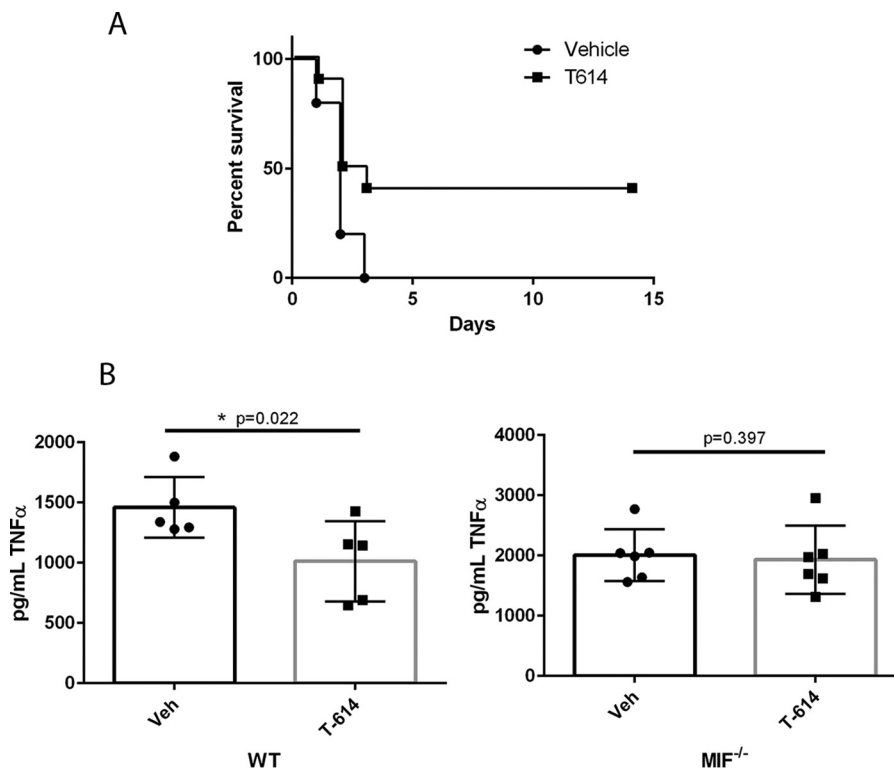 A
Percent survival
100
50
0
0 5 10 15
Days
Vehicle
T614
B
* p=0.022
pg/mL TNFα
2000
1500
1000
500
0
Veh T-614
WT
p=0.397
pg/mL TNFα
4000
3000
2000
1000
0
Veh T-614
MIF⁻/⁻